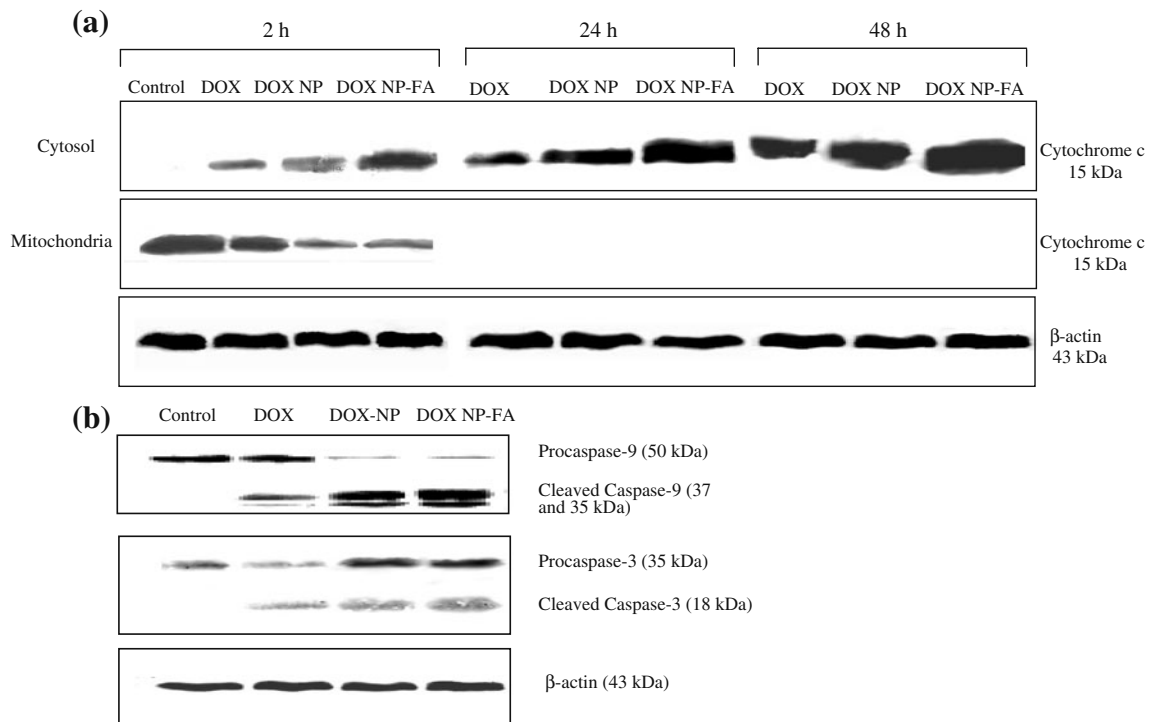 (a)
2 h 24 h 48 h
Control DOX DOX NP DOX NP-FA DOX DOX NP DOX NP-FA DOX DOX NP DOX NP-FA
Cytosol
Cytochrome c
15 kDa
Mitochondria
Cytochrome c
15 kDa
β-actin
43 kDa
(b)
Control DOX DOX-NP DOX NP-FA
Procaspase-9 (50 kDa)
Cleaved Caspase-9 (37
and 35 kDa)
Procaspase-3 (35 kDa)
Cleaved Caspase-3 (18 kDa)
β-actin (43 kDa)